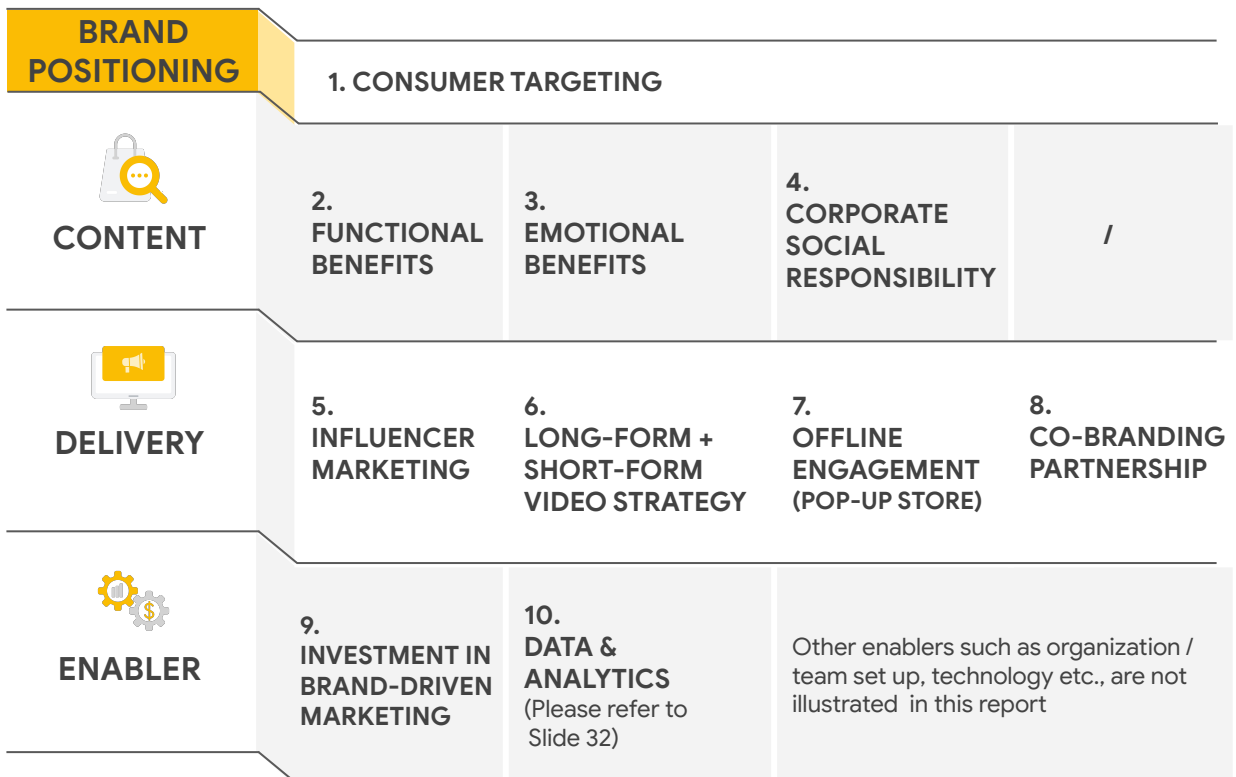 BRAND
POSITIONING
1. CONSUMER TARGETING
CONTENT
2.
FUNCTIONAL
BENEFITS
3.
EMOTIONAL
BENEFITS
4.
CORPORATE
SOCIAL
RESPONSIBILITY
/
DELIVERY
5.
INFLUENCER
MARKETING
6.
LONG-FORM +
SHORT-FORM
VIDEO STRATEGY
7.
OFFLINE
ENGAGEMENT
(POP-UP STORE)
8.
CO-BRANDING
PARTNERSHIP
$
ENABLER
9.
INVESTMENT IN
BRAND-DRIVEN
MARKETING
10.
DATA &
ANALYTICS
(Please refer to
Slide 32)
Other enablers such as organization /
team set up, technology etc., are not
illustrated in this report